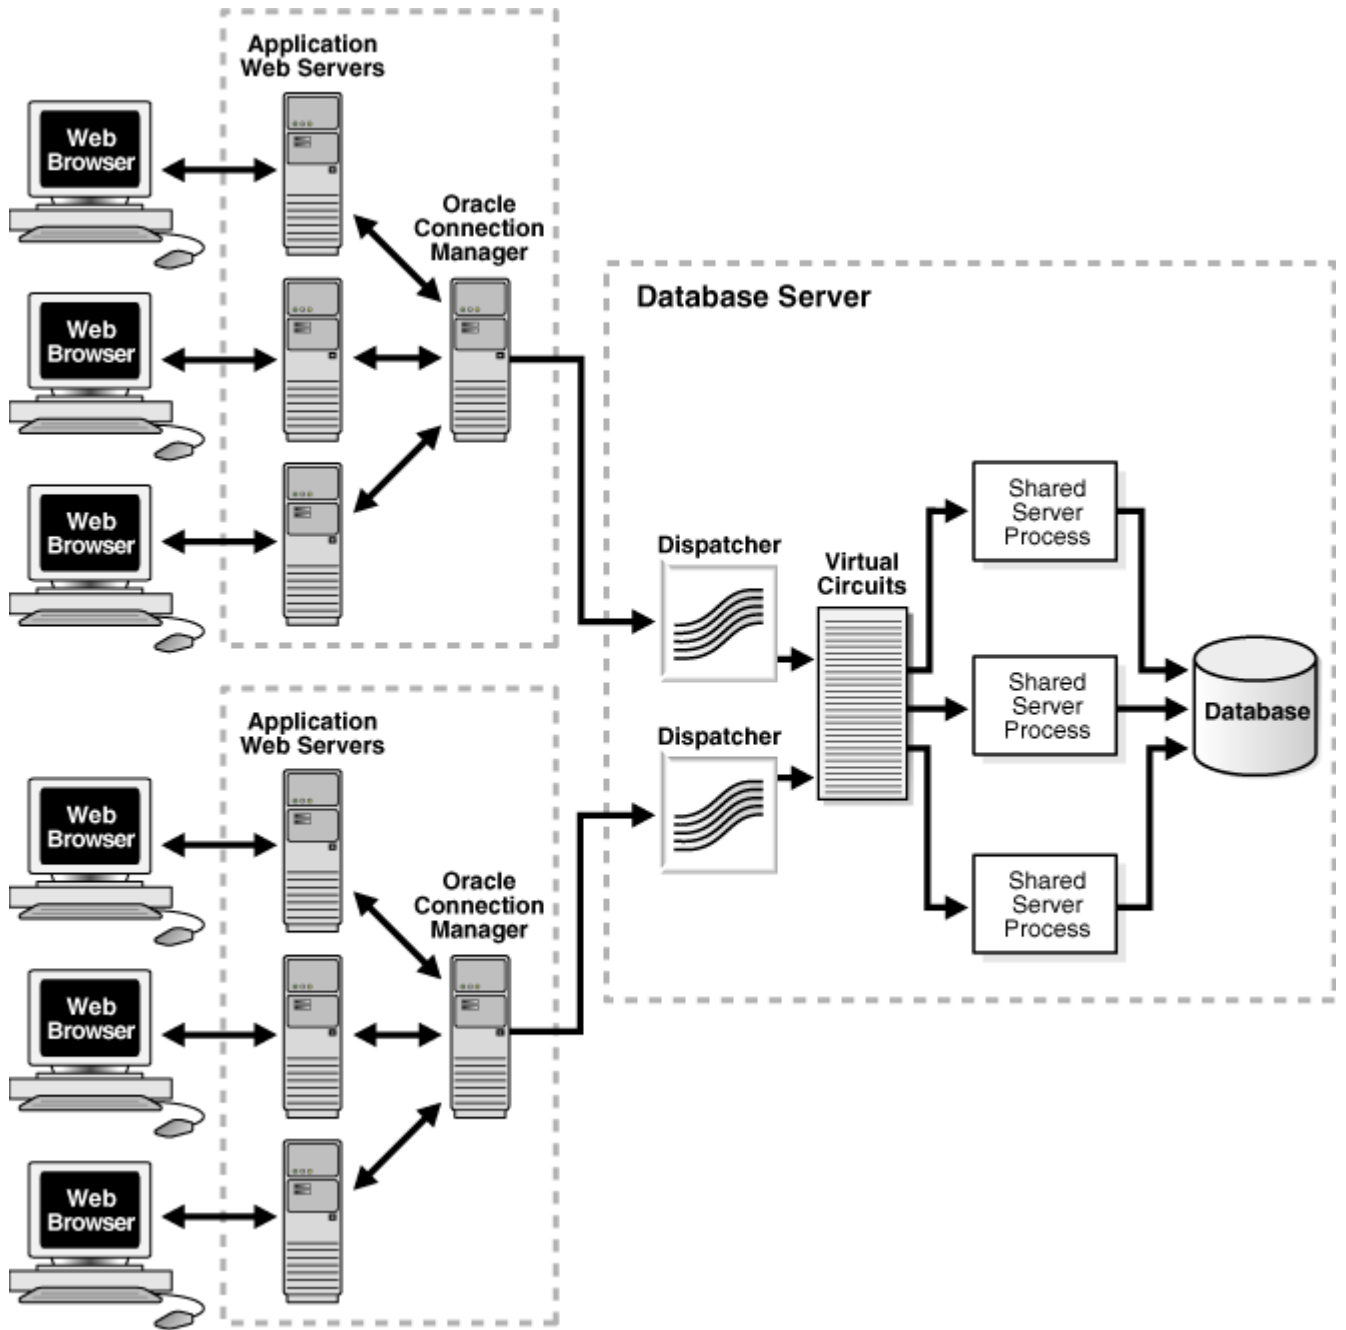 Application
Web Servers
Web
Browser
Oracle
Connection
Manager
Web
Browser
Web
Browser
Database Server
Shared
Server
Process
Dispatcher
Virtual
Circuits
Shared
Server
Process
Database
Dispatcher
Shared
Server
Process
Application
Web Servers
Web
Browser
Oracle
Connection
Manager
Web
Browser
Web
Browser